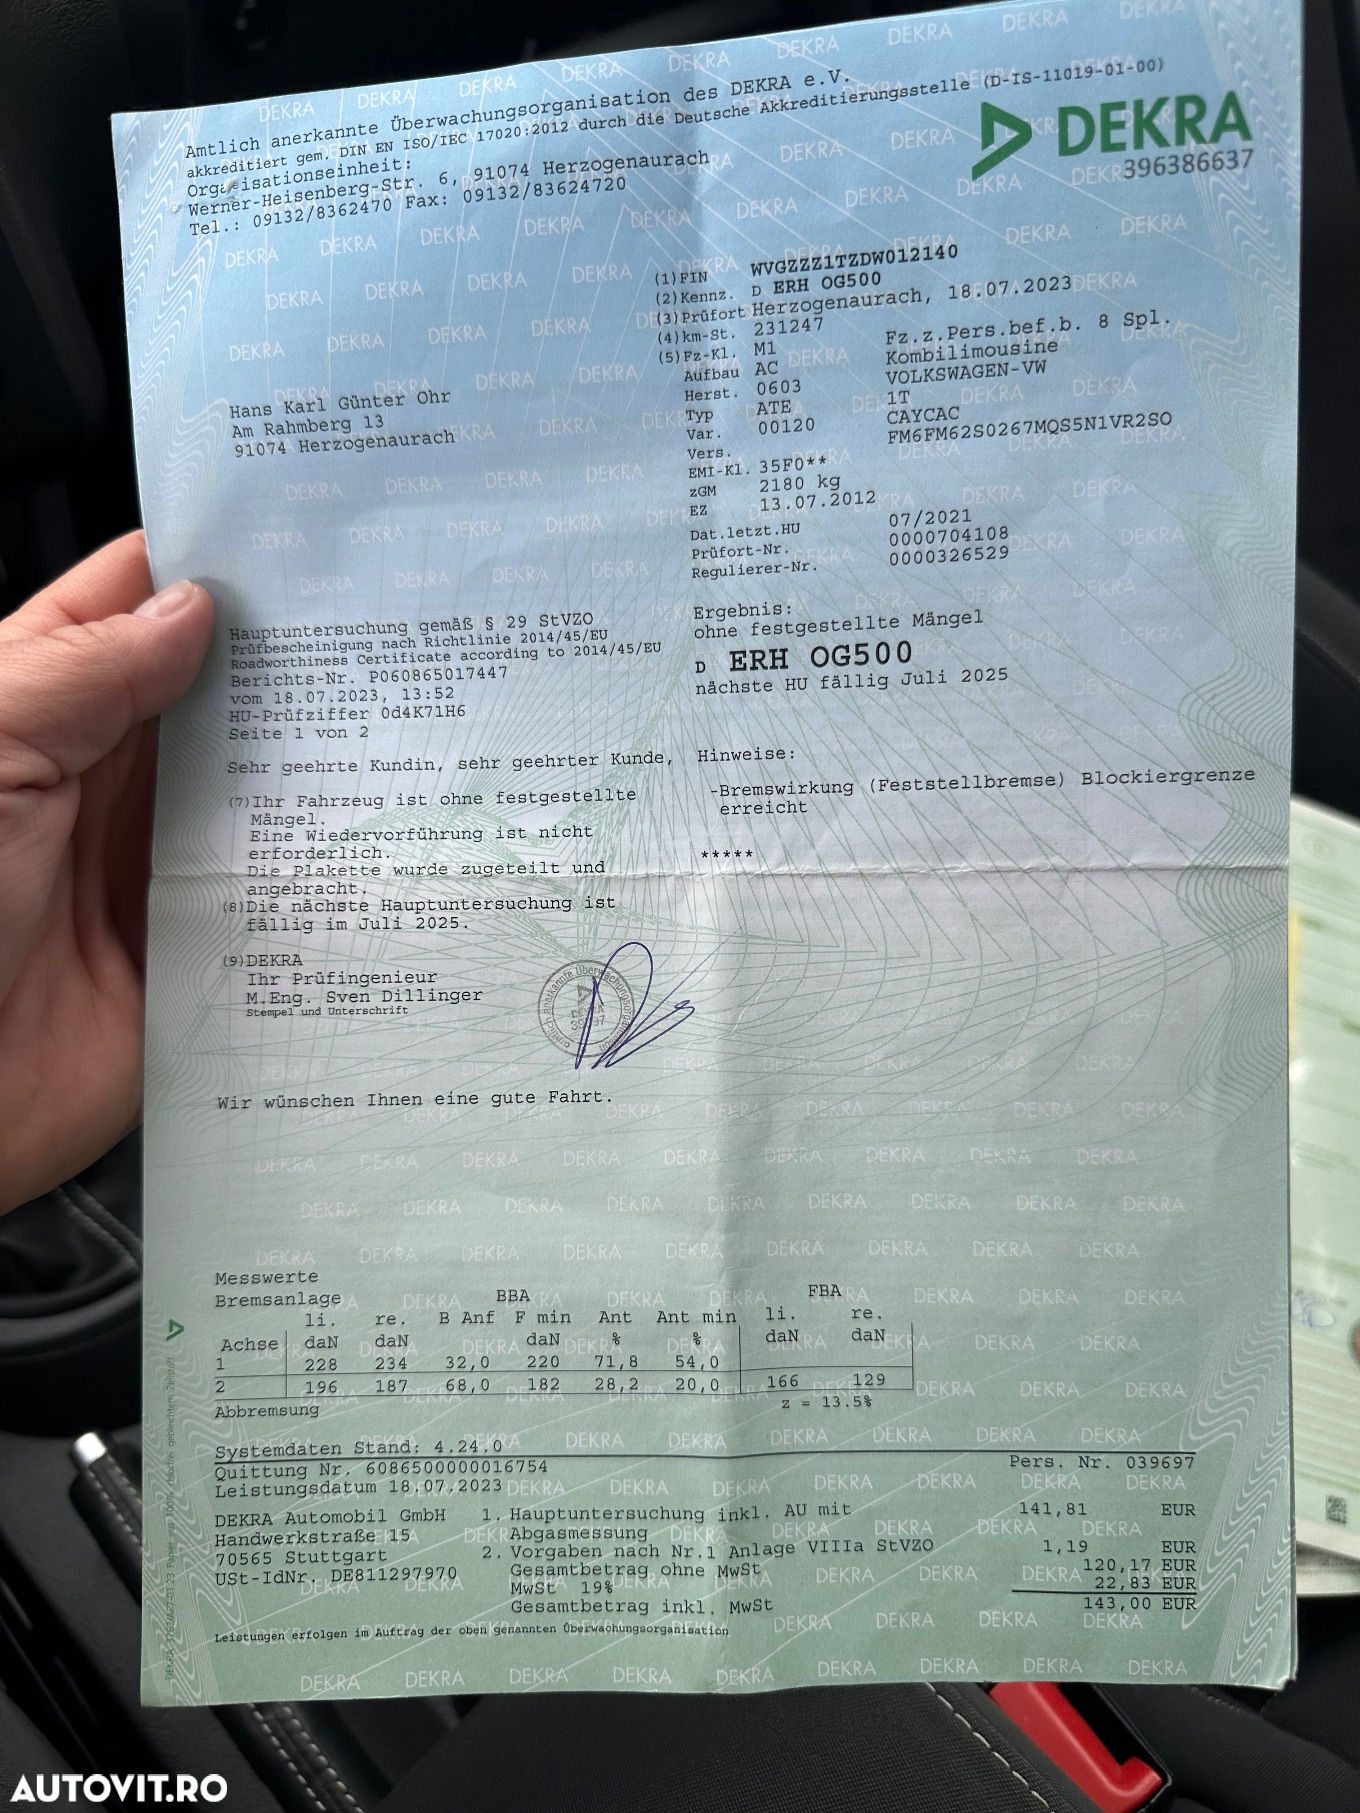 Amtlich anerkannte Überwachungsorganisation des DEKRA e.V.
akkreditiert gem. DIN EN ISO/IEC 17020:2012 durch die Deutsche Akkreditierungsstelle (D-IS-11019-01-00)
Organisationseinheit:
Werner-Heisenberg-Str. 6, 91074 Herzogenaurach
Tel.: 09132/8362470 Fax: 09132/83624720
DEKRA
396386637
(1)FIN WVGZZZ1TZDW012140
(2)Kennz. D ERH OG500
(3)Prüfort Herzogenaurach, 18.07.2023
(4)km-St. 231247
(5)Fz-Kl. M1 Fz.z.Pers.bef.b. 8 Spl.
Aufbau AC Kombilimousine
Herst. 0603 VOLKSWAGEN-VW
Typ ATE 1T
Var. 00120 CAYCAC
Vers. FM6FM62S0267MQS5N1VR2SO
EMI-Kl. 35F0**
zGM 2180 kg
EZ 13.07.2012
Dat.letzt.HU 07/2021
Prüfort-Nr. 0000704108
Regulierer-Nr. 0000326529
Hans Karl Günter Ohr
Am Rahmberg 13
91074 Herzogenaurach
Hauptuntersuchung gemäß § 29 StVZO
Prüfbescheinigung nach Richtlinie 2014/45/EU
Roadworthiness Certificate according to 2014/45/EU
Berichts-Nr. P060865017447
vom 18.07.2023, 13:52
HU-Prüfziffer 0d4K71H6
Seite 1 von 2
Ergebnis:
ohne festgestellte Mängel
D ERH OG500
nächste HU fällig Juli 2025
Sehr geehrte Kundin, sehr geehrter Kunde,
(7)Ihr Fahrzeug ist ohne festgestellte
Mängel.
Eine Wiedervorführung ist nicht
erforderlich.
Die Plakette wurde zugeteilt und
angebracht.
(8)Die nächste Hauptuntersuchung ist
fällig im Juli 2025.
Hinweise:
-Bremswirkung (Feststellbremse) Blockiergrenze
erreicht
*****
(9)DEKRA
Ihr Prüfingenieur
M.Eng. Sven Dillinger
Stempel und Unterschrift
Wir wünschen Ihnen eine gute Fahrt.
Messwerte
Bremsanlage BBA FBA
li. re. B Anf F min Ant Ant min li. re.
Achse daN daN daN % % daN daN
1 228 234 32,0 220 71,8 54,0
2 196 187 68,0 182 28,2 20,0 166 129
Abbremsung z = 13.5%
Systemdaten Stand: 4.24.0
Quittung Nr. 6086500000016754 Pers. Nr. 039697
Leistungsdatum 18.07.2023
DEKRA Automobil GmbH
Handwerkstraße 15
70565 Stuttgart
USt-IdNr. DE811297970
1. Hauptuntersuchung inkl. AU mit 141,81 EUR
Abgasmessung
2. Vorgaben nach Nr.1 Anlage VIIIa StVZO 1,19 EUR
Gesamtbetrag ohne MwSt 120,17 EUR
MwSt 19% 22,83 EUR
Gesamtbetrag inkl. MwSt 143,00 EUR
Leistungen erfolgen im Auftrag der oben genannten Überwachungsorganisation
AUTOVIT.RO